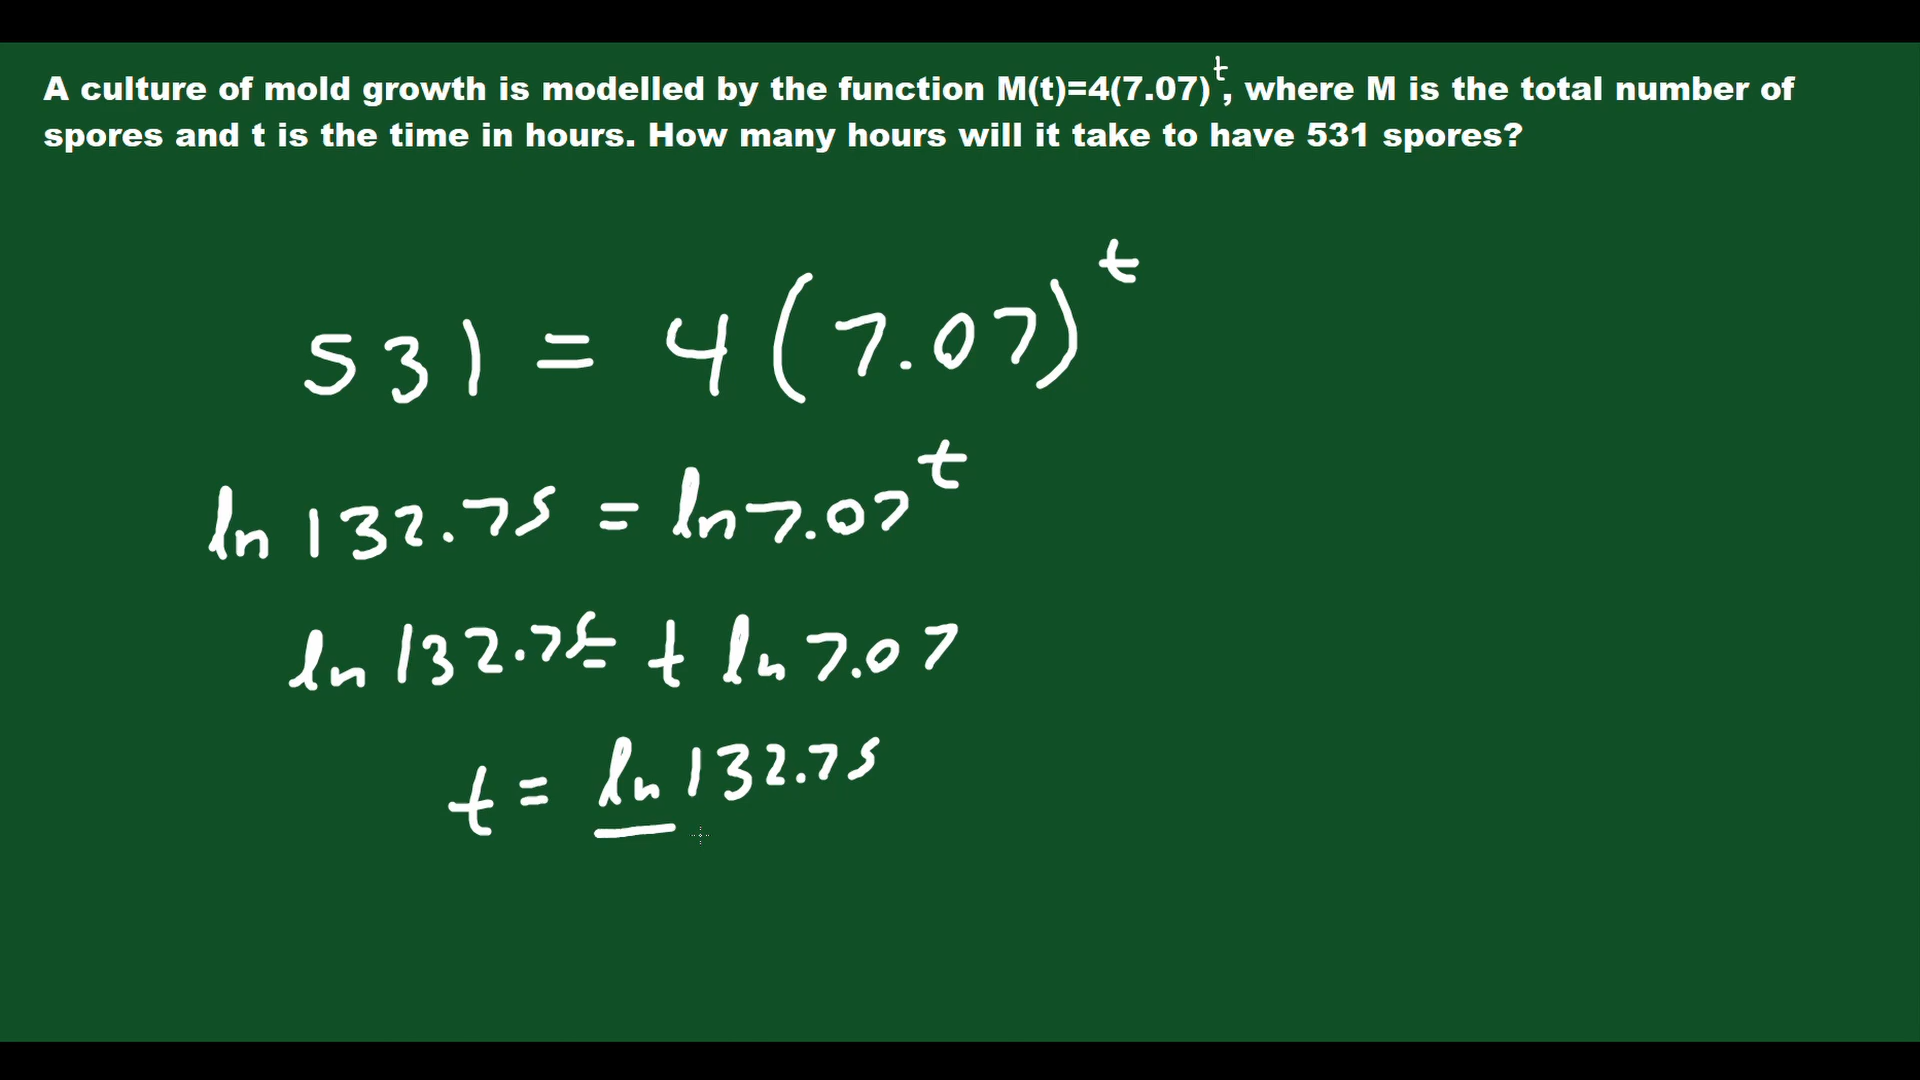 A culture of mold growth is modelled by the function M(t)=4(7.07)^t, where M is the total number of
spores and t is the time in hours. How many hours will it take to have 531 spores?
531 = 4(7.07)^t
ln 132.75 = ln 7.07^t
ln 132.75 = t ln 7.07
t = ln 132.75